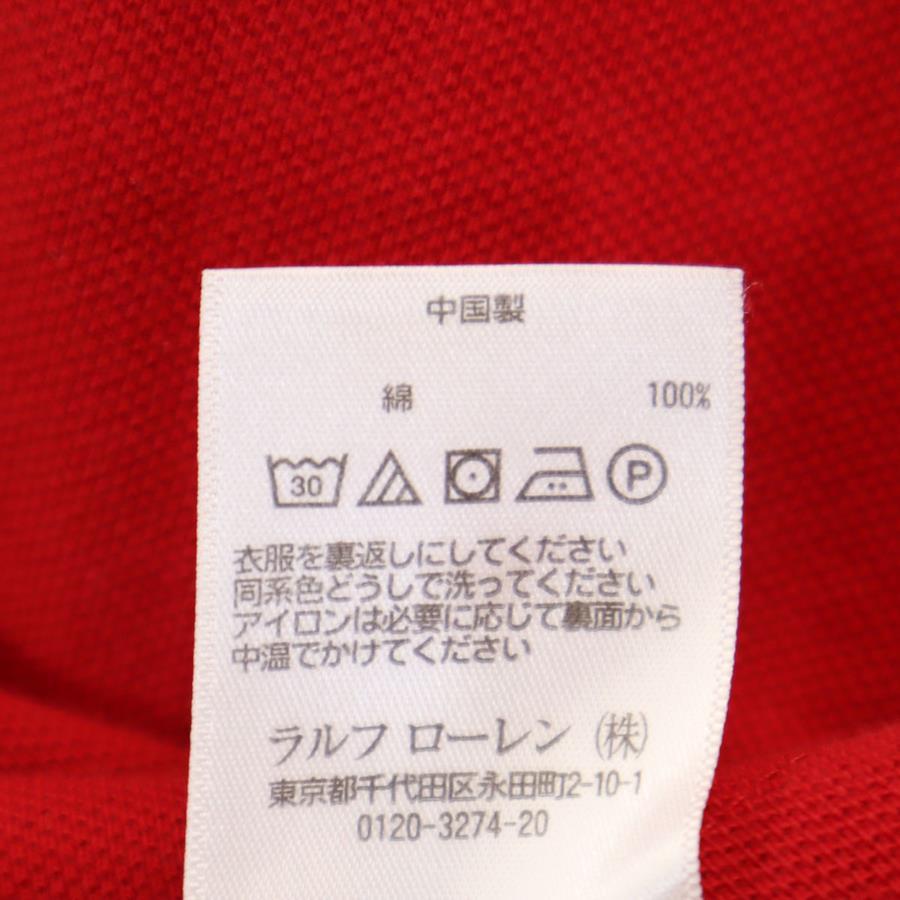 中国製
綿 100%
30 P
衣服を裏返しにしてください
同系色どうしで洗ってください
アイロンは必要に応じて裏面から
中温でかけてください
ラルフ ローレン (株)
東京都千代田区永田町2-10-1
0120-3274-20